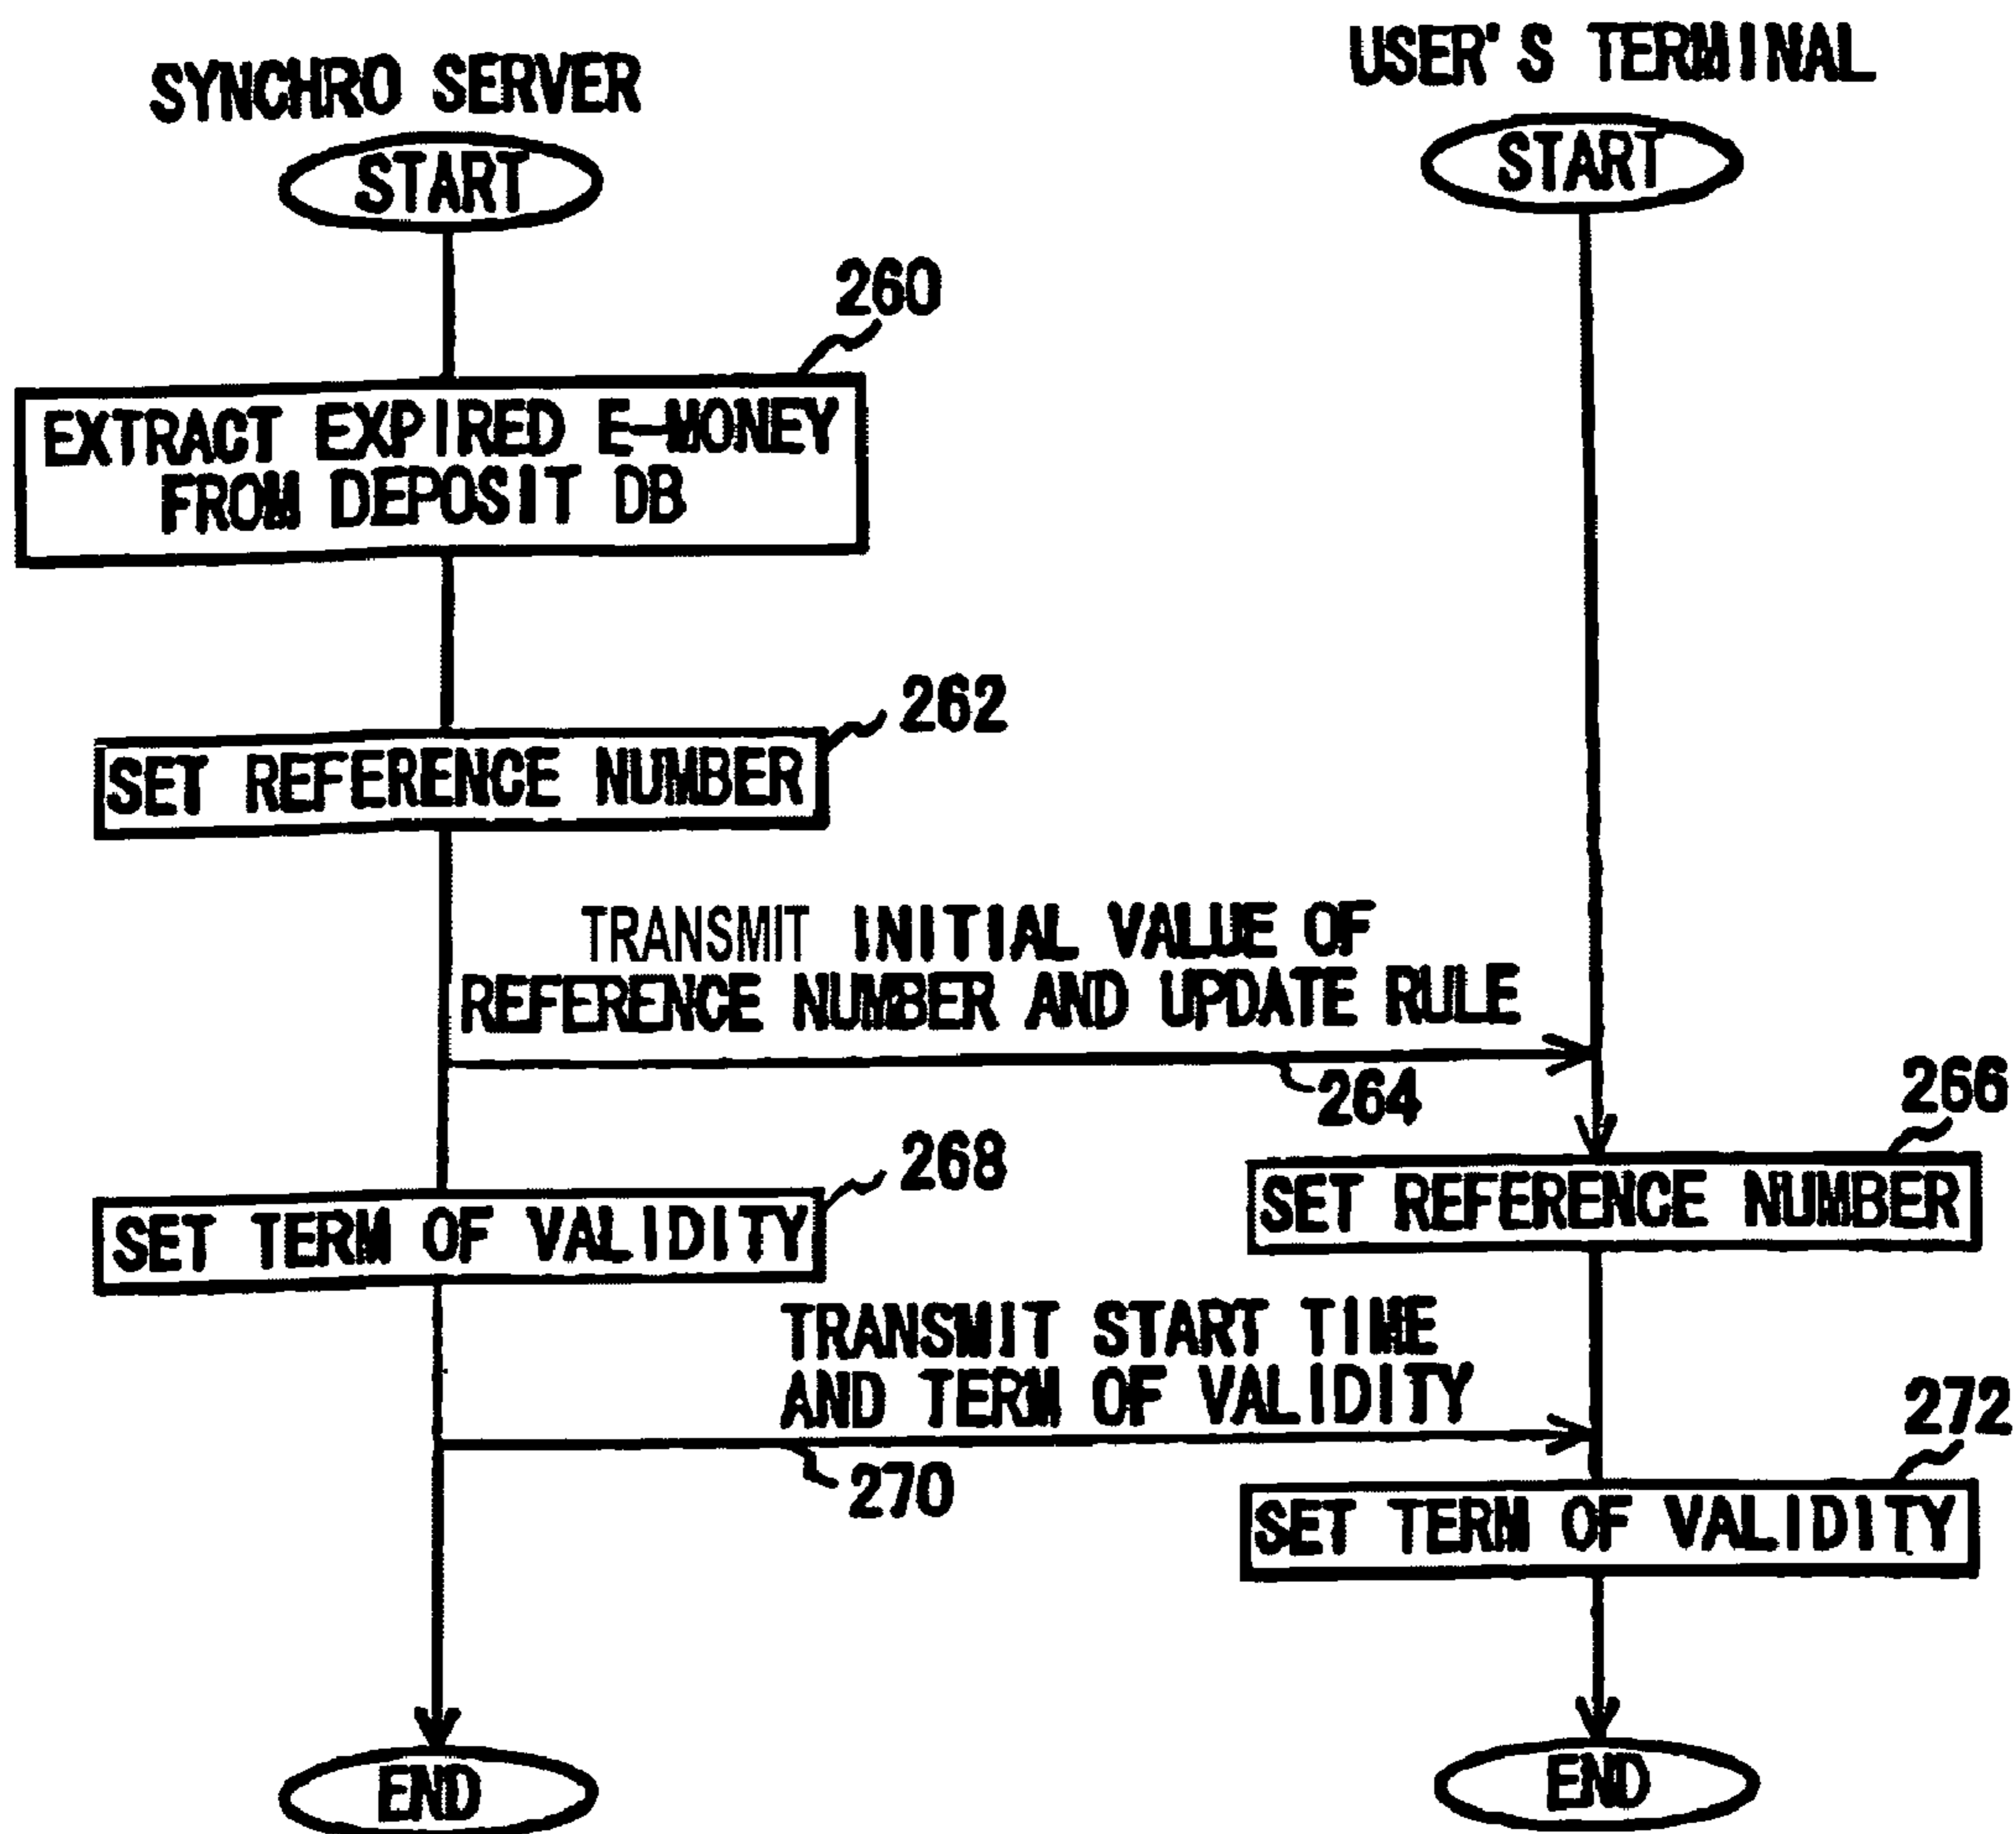 SYNCHRO SERVER
USER'S TERMINAL
START
START
260
EXTRACT EXPIRED E-MONEY
FROM DEPOSIT DB
262
SET REFERENCE NUMBER
TRANSMIT INITIAL VALUE OF
REFERENCE NUMBER AND UPDATE RULE
264
266
SET REFERENCE NUMBER
268
SET TERM OF VALIDITY
TRANSMIT START TIME
AND TERM OF VALIDITY
270
272
SET TERM OF VALIDITY
END
END